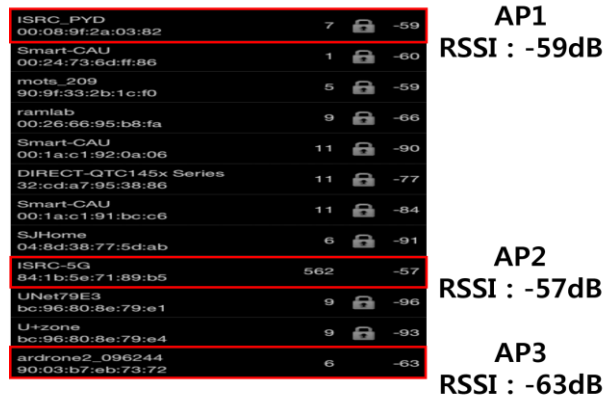 ISRC_PYD
00:08:9f:2a:03:82
7
-59
AP1
RSSI : -59dB
Smart-CAU
00:24:73:6d:ff:86
1
-60
mots_209
90:9f:33:2b:1c:f0
5
-59
ramlab
00:26:66:95:b8:fa
9
-66
Smart-CAU
00:1a:c1:92:0a:06
11
-90
DIRECT-QTC145x Series
32:cd:a7:95:38:86
11
-77
Smart-CAU
00:1a:c1:91:bc:c6
11
-84
SJHome
04:8d:38:77:5d:ab
6
-91
ISRC-5G
84:1b:5e:71:89:b5
562
-57
AP2
RSSI : -57dB
UNet79E3
bc:96:80:8e:79:e1
9
-96
U+zone
bc:96:80:8e:79:e4
9
-93
ardrone2_096244
90:03:b7:eb:73:72
6
-63
AP3
RSSI : -63dB